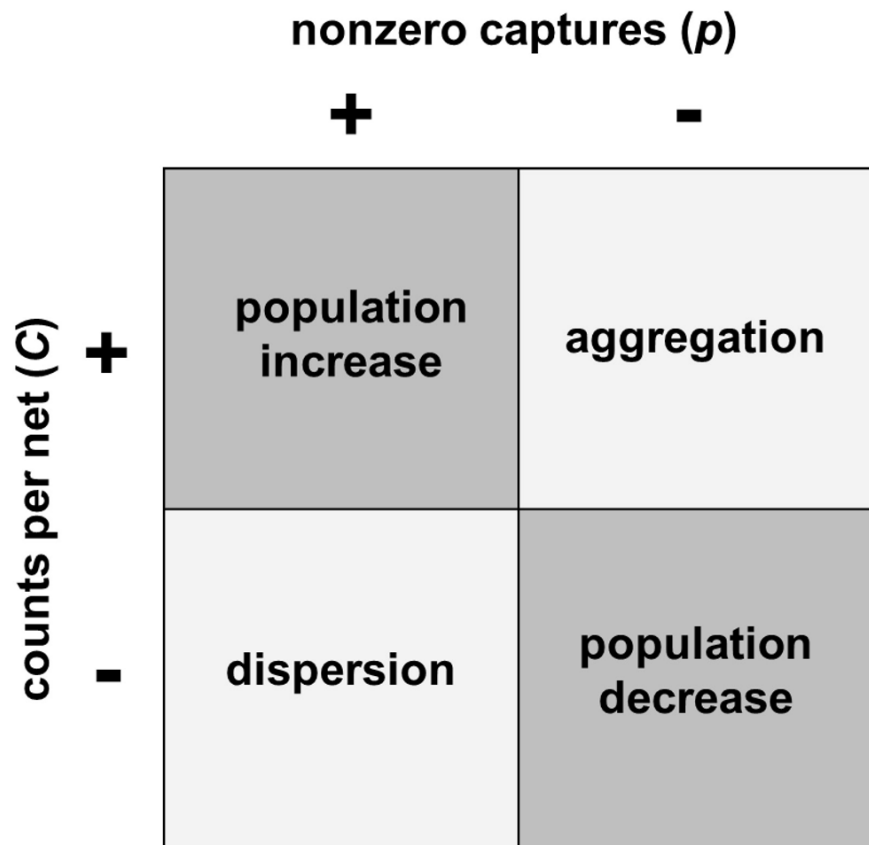 nonzero captures (p)
+ -
counts per net (C)
+
population
increase
aggregation
-
dispersion
population
decrease